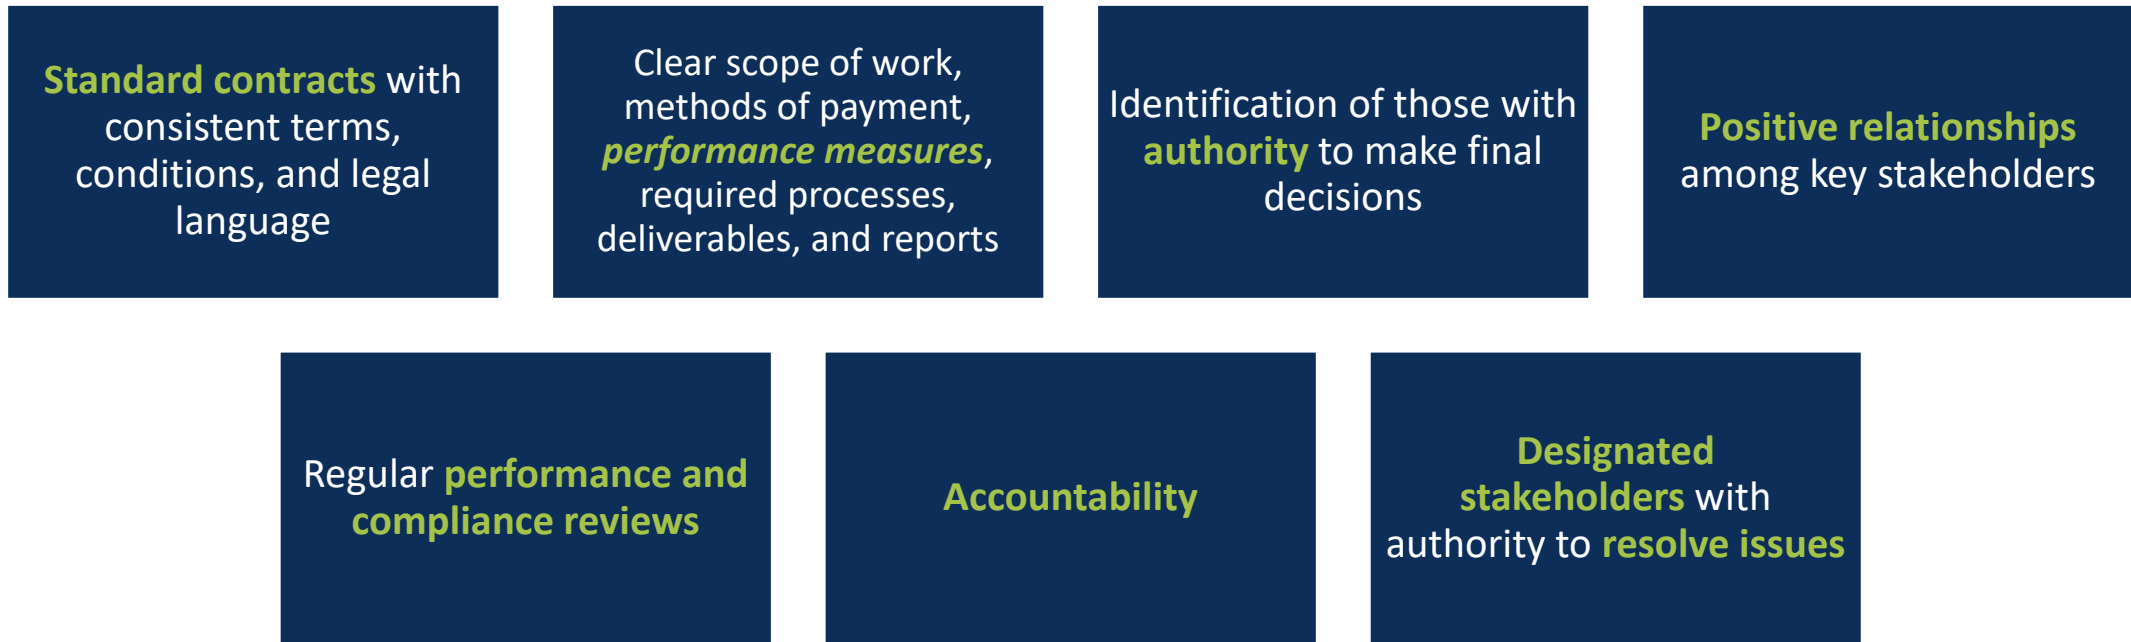 Standard contracts with
consistent terms,
conditions, and legal
language
Clear scope of work,
methods of payment,
performance measures,
required processes,
deliverables, and reports
Identification of those with
authority to make final
decisions
Positive relationships
among key stakeholders
Regular performance and
compliance reviews
Accountability
Designated
stakeholders with
authority to resolve issues